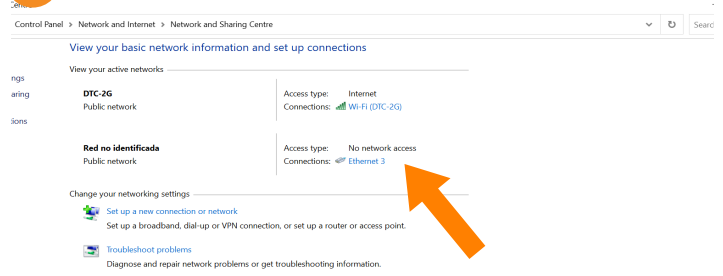 Control Panel > Network and Internet > Network and Sharing Centre
Searc
View your basic network information and set up connections
View your active networks
ngs
aring
DTC-2G
Access type: Internet
Public network
Connections: Wi-Fi (DTC-2G)
ions
Red no identificada
Access type: No network access
Public network
Connections: Ethernet 3
Change your networking settings
Set up a new connection or network
Set up a broadband, dial-up or VPN connection, or set up a router or access point.
Troubleshoot problems
Diagnose and repair network problems or get troubleshooting information.